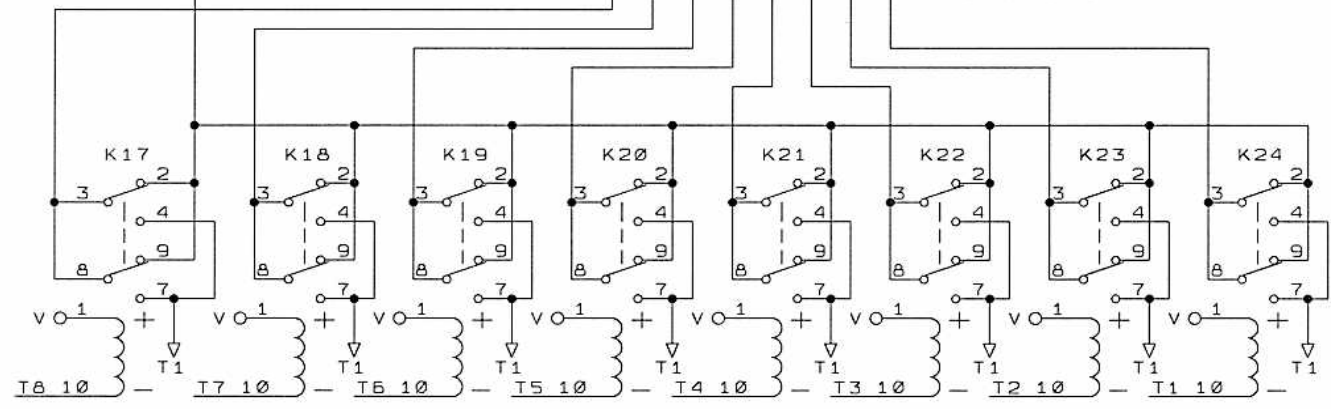 K17 K18 K19 K20 K21 K22 K23 K24
2 2 2 2 2 2 2 2
3 3 3 3 3 3 3 3
4 4 4 4 4 4 4 4
9 9 9 9 9 9 9 9
8 8 8 8 8 8 8 8
7 7 7 7 7 7 7 7
V 1 + V 1 + V 1 + V 1 + V 1 + V 1 + V 1 + V 1 +
T1 T1 T1 T1 T1 T1 T1 T1
T8 10 − T7 10 − T6 10 − T5 10 − T4 10 − T3 10 − T2 10 − T1 10 −